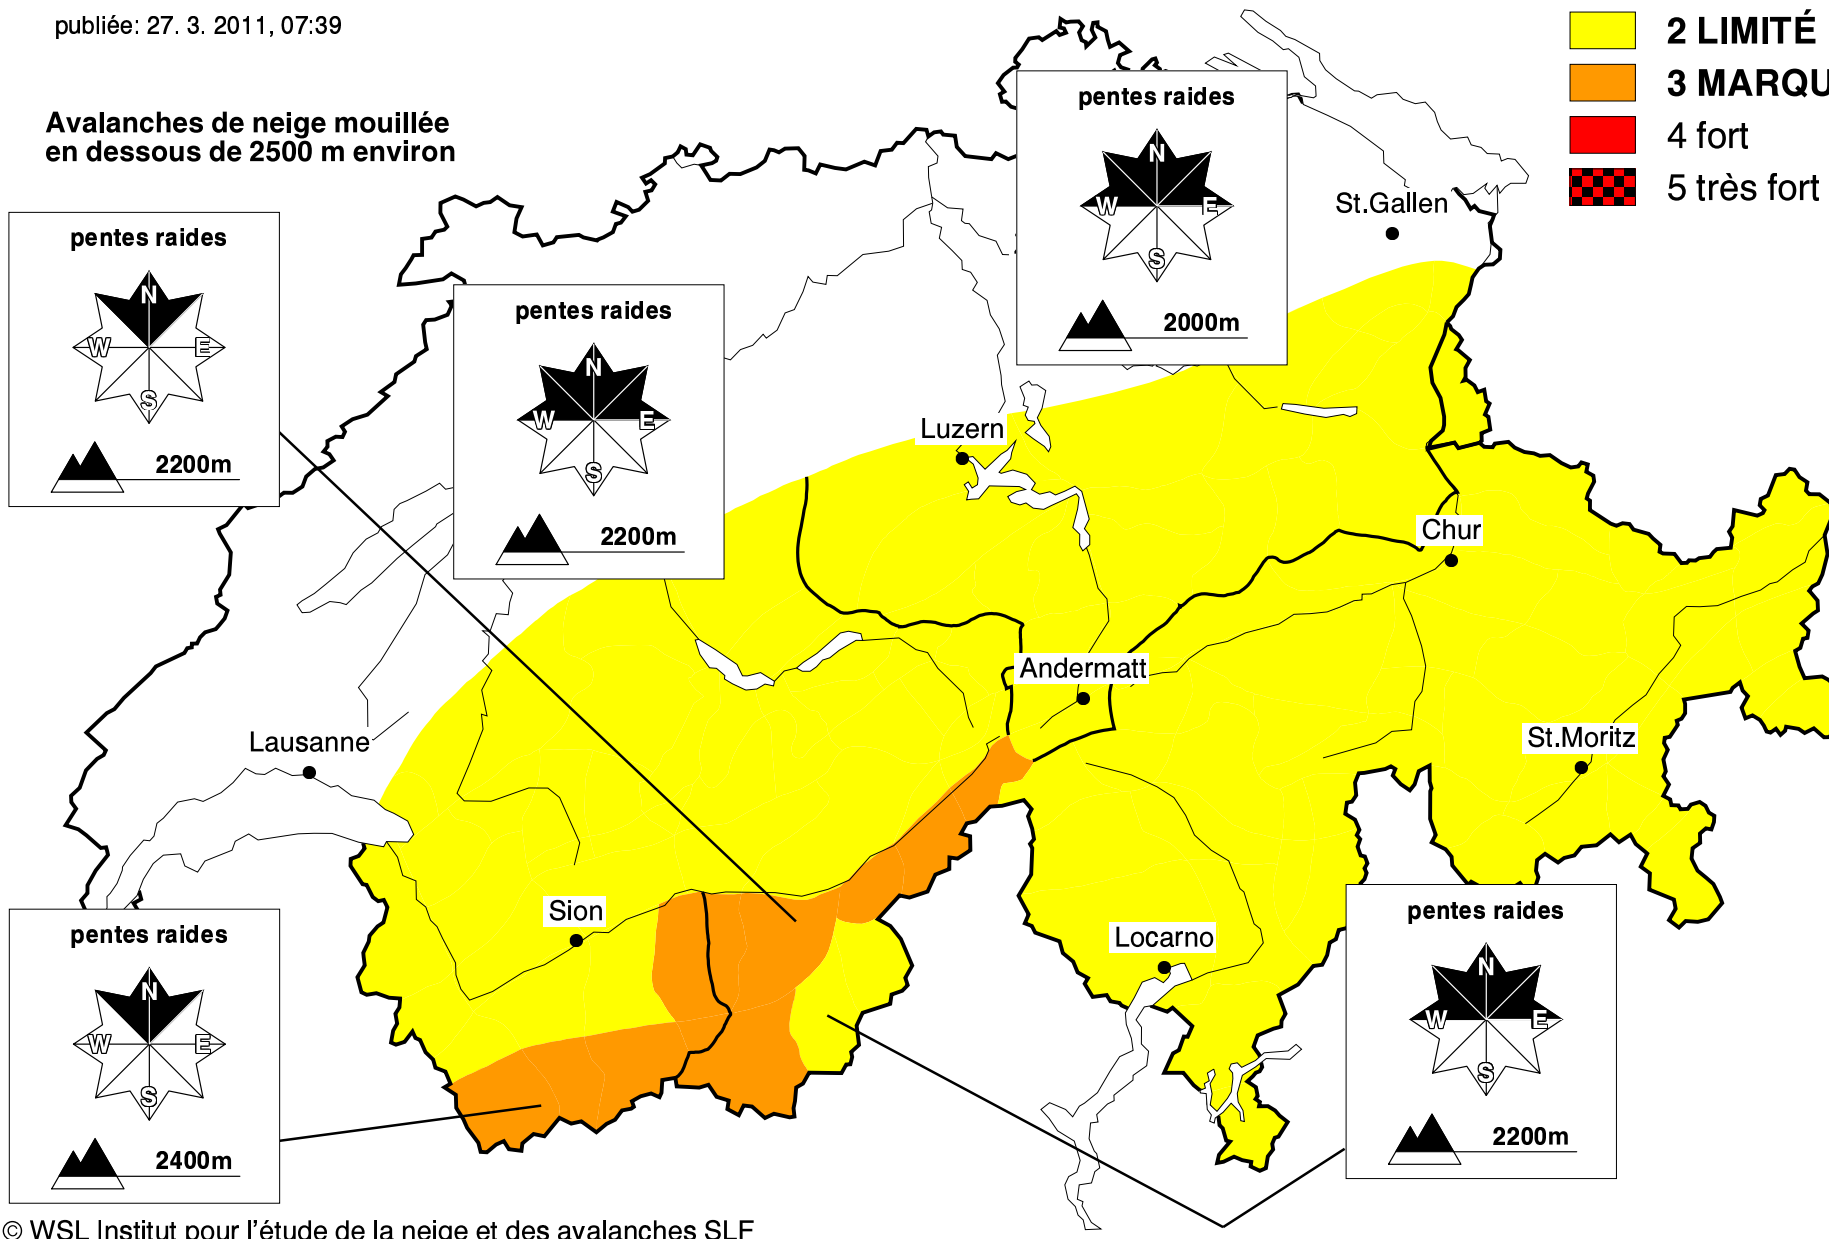 publiée: 27. 3. 2011, 07:39
Avalanches de neige mouillée
en dessous de 2500 m environ
2 LIMITÉ
3 MARQU
4 fort
5 très fort
pentes raides
N
W E
S
2000m
St.Gallen
pentes raides
N
W E
S
2200m
pentes raides
N
W E
S
2200m
Luzern
Chur
Andermatt
St.Moritz
Lausanne
Sion
Locarno
pentes raides
N
W E
S
2400m
pentes raides
N
W E
S
2200m
© WSL Institut pour l'étude de la neige et des avalanches SLF